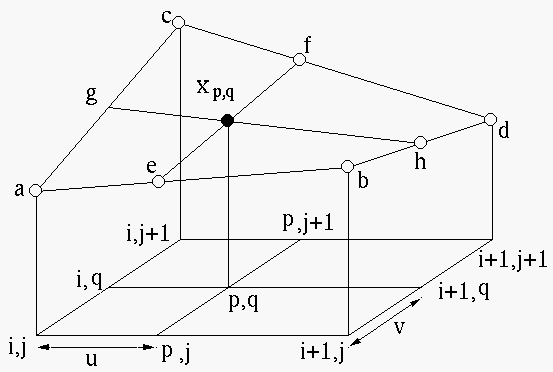 c
f
g
x p,q
d
e
h
a
b
i,j+1
p,j+1
i+1,j+1
i,q
p,q
i+1,q
v
i,j
u
p,j
i+1,j